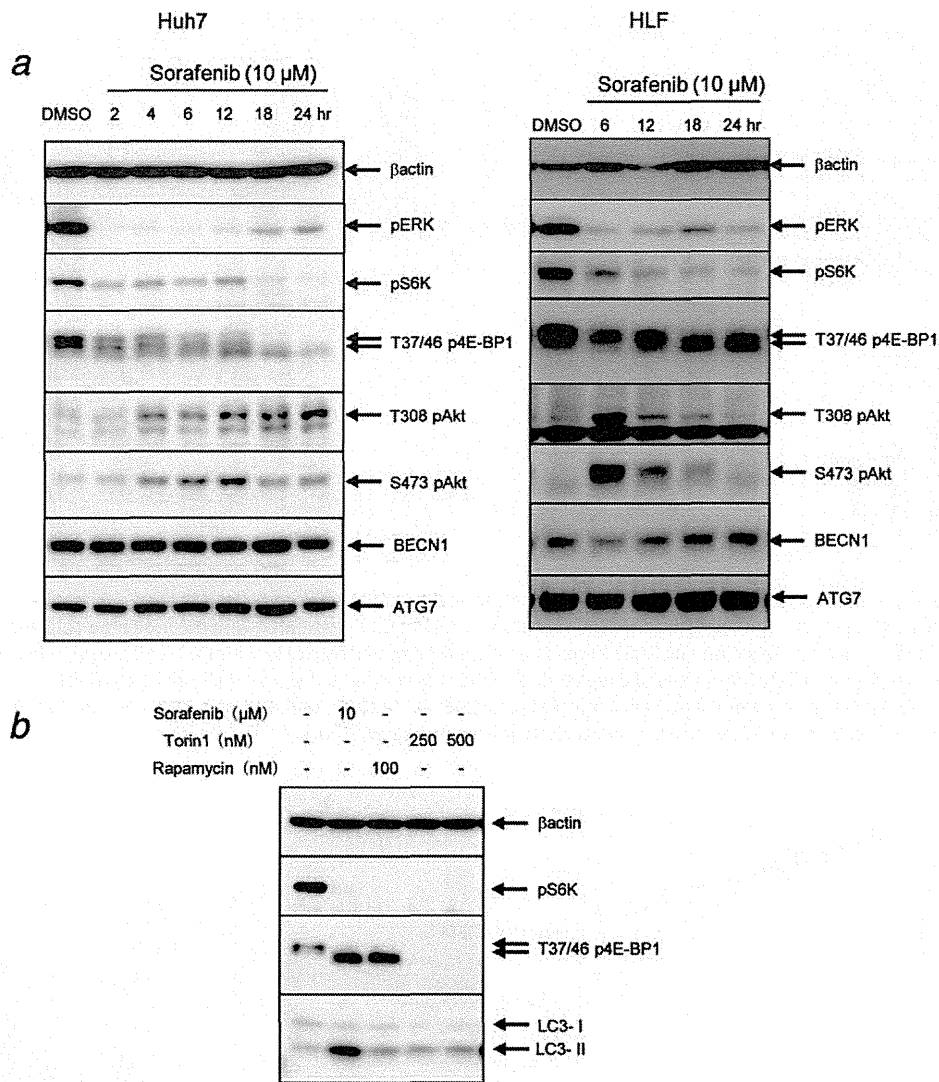 Huh7
HLF
a
Sorafenib (10 µM)
DMSO 2 4 6 12 18 24 hr
βactin
pERK
pS6K
T37/46 p4E-BP1
T308 pAkt
S473 pAkt
BECN1
ATG7
Sorafenib (10 µM)
DMSO 6 12 18 24 hr
βactin
pERK
pS6K
T37/46 p4E-BP1
T308 pAkt
S473 pAkt
BECN1
ATG7
b
Sorafenib (µM) - 10 - - -
Torin1 (nM) - - - 250 500
Rapamycin (nM) - - 100 - -
βactin
pS6K
T37/46 p4E-BP1
LC3- I
LC3- II